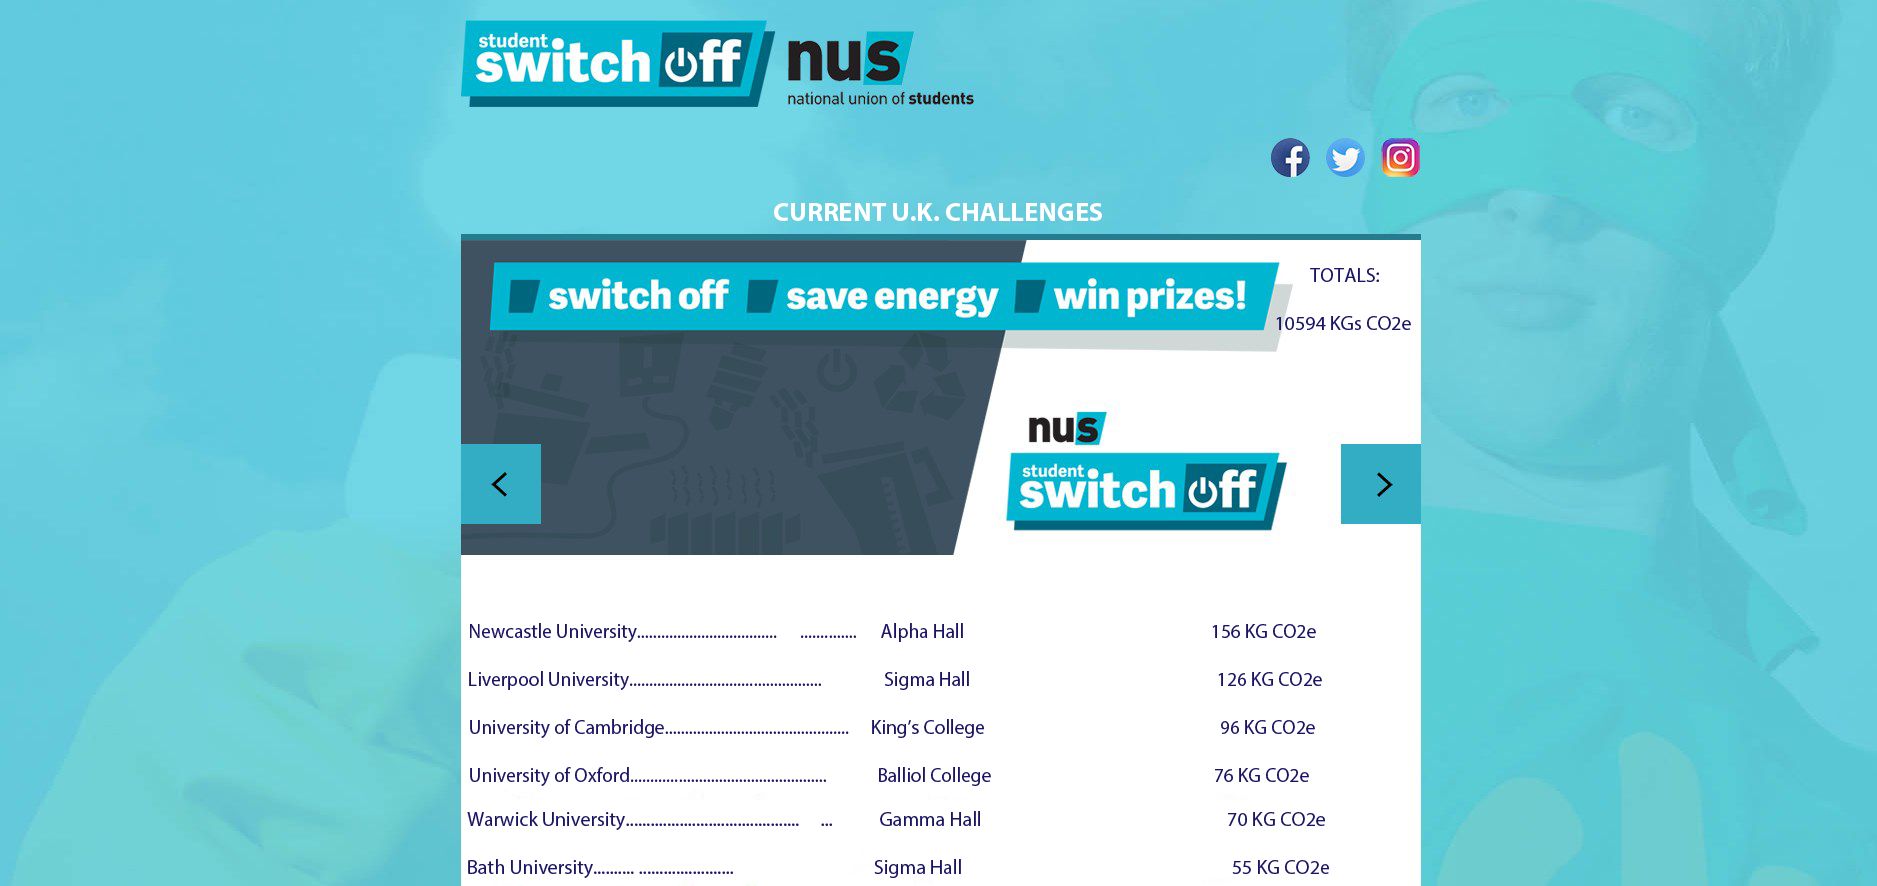 student
switch off
nus
national union of students
CURRENT U.K. CHALLENGES
switch off save energy win prizes!
TOTALS:
10594 KGs CO2e
nus
student
switch off
Newcastle University................................... .............. Alpha Hall 156 KG CO2e
Liverpool University................................................ Sigma Hall 126 KG CO2e
University of Cambridge.............................................. King’s College 96 KG CO2e
University of Oxford................................................. Balliol College 76 KG CO2e
Warwick University.......................................... ... Gamma Hall 70 KG CO2e
Bath University.......... ....................... Sigma Hall 55 KG CO2e